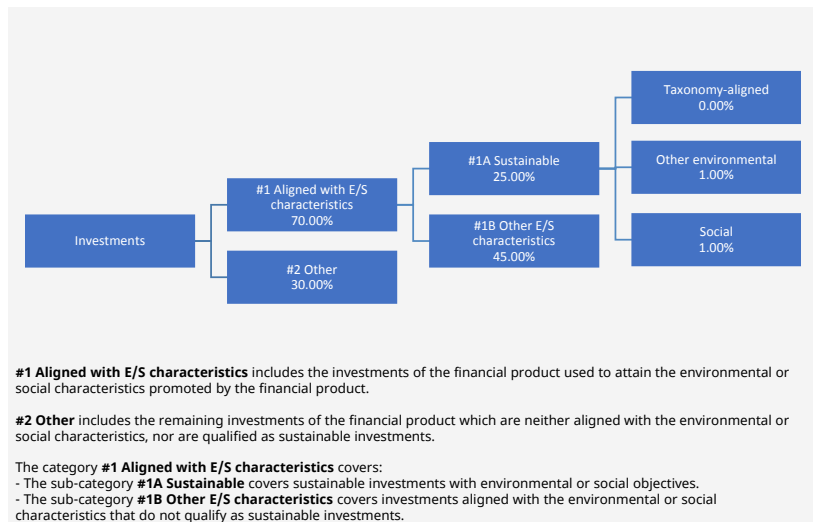 Taxonomy-aligned
0.00%
#1A Sustainable
25.00%
Other environmental
1.00%
#1 Aligned with E/S
characteristics
70.00%
#1B Other E/S
characteristics
45.00%
Social
1.00%
Investments
#2 Other
30.00%
#1 Aligned with E/S characteristics includes the investments of the financial product used to attain the environmental or
social characteristics promoted by the financial product.
#2 Other includes the remaining investments of the financial product which are neither aligned with the environmental or
social characteristics, nor are qualified as sustainable investments.
The category #1 Aligned with E/S characteristics covers:
- The sub-category #1A Sustainable covers sustainable investments with environmental or social objectives.
- The sub-category #1B Other E/S characteristics covers investments aligned with the environmental or social
characteristics that do not qualify as sustainable investments.